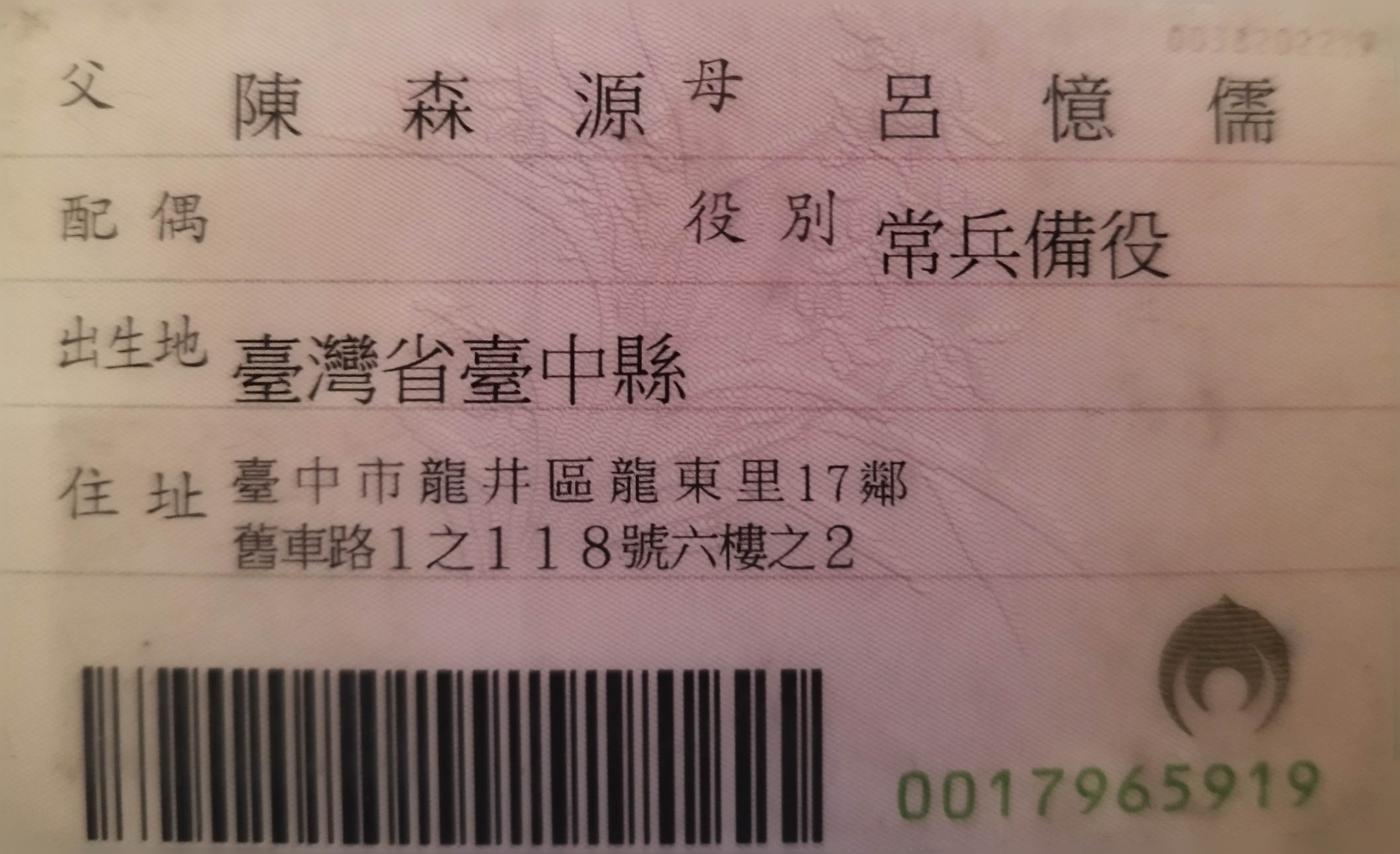 父 陳森源 母 呂憶儒
配偶 役別 常兵備役
出生地 臺灣省臺中縣
住址 臺中市龍井區龍東里17鄰
舊車路1之118號六樓之2
0017965919